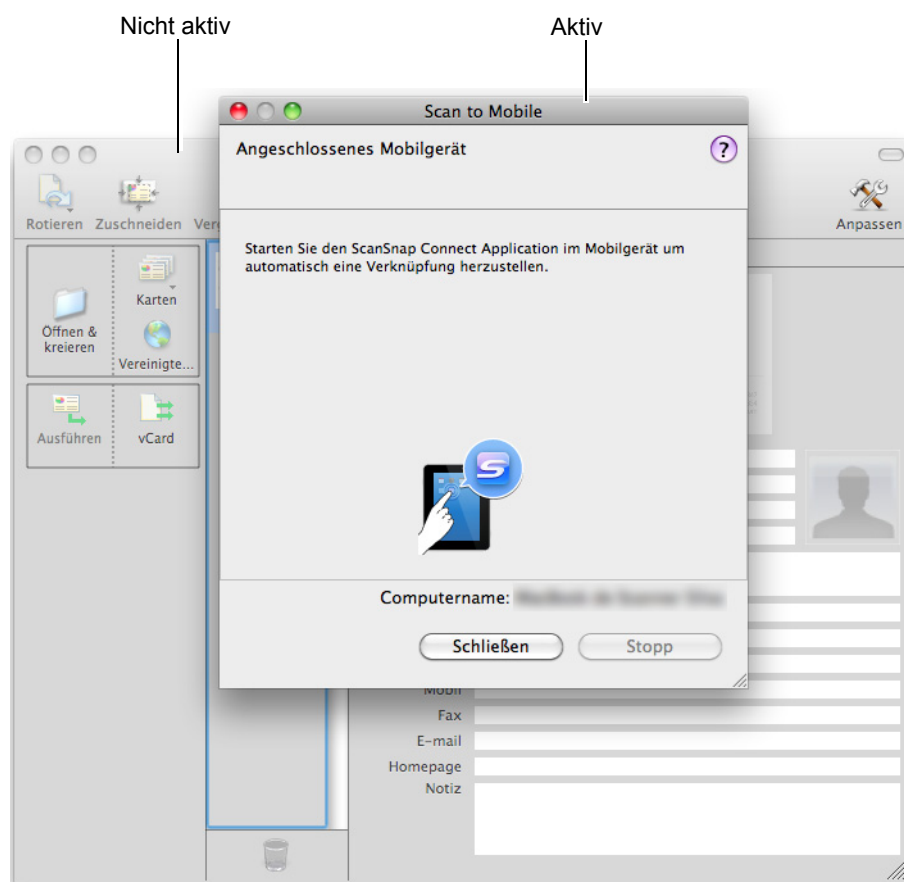 Nicht aktiv
Aktiv
Scan to Mobile
Angeschlossenes Mobilgerät
?
Rotieren Zuschneiden
Anpassen
Starten Sie den ScanSnap Connect Application im Mobilgerät um
automatisch eine Verknüpfung herzustellen.
Karten
Öffnen &
kreieren
Vereinigte...
Ausführen vCard
S
Computername:
Schließen Stopp
Mobil
Fax
E-mail
Homepage
Notiz